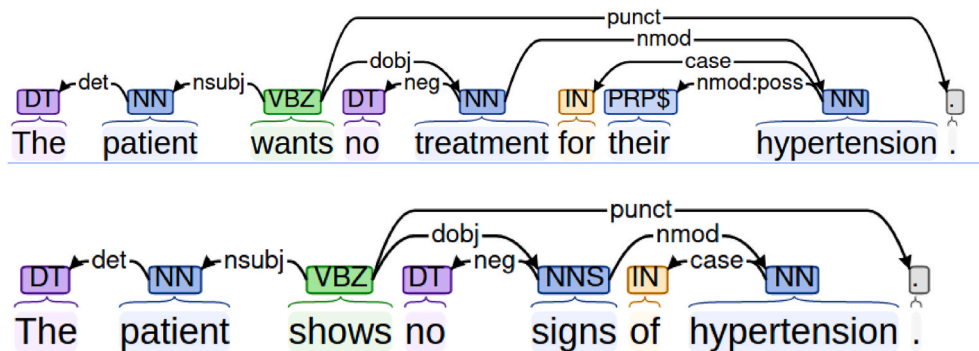 punct
nmod
dobj case
det nsubj neg nmod:poss
DT NN VBZ DT NN IN PRP$ NN .
The patient wants no treatment for their hypertension .
punct
dobj nmod
det nsubj neg case
DT NN VBZ DT NNS IN NN .
The patient shows no signs of hypertension .